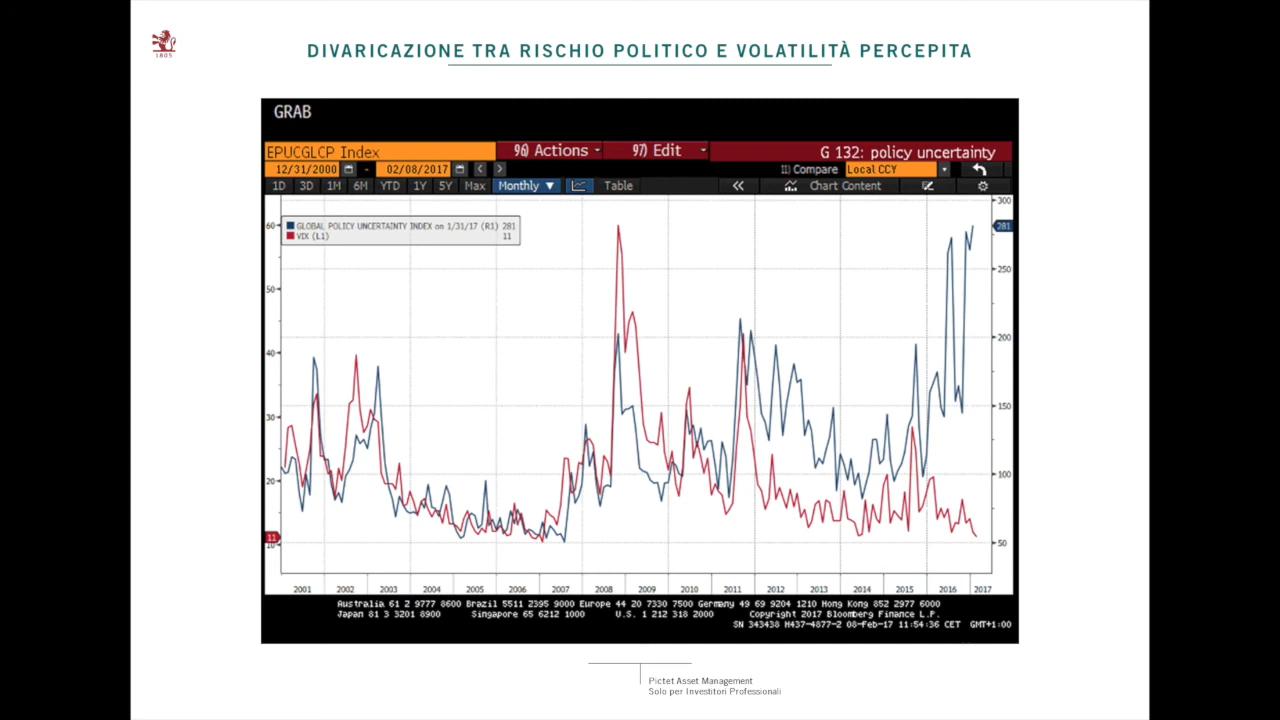 1805
DIVARICAZIONE TRA RISCHIO POLITICO E VOLATILITÀ PERCEPITA
GRAB
EPUCGLCP Index 96) Actions 97) Edit G 132: policy uncertainty
12/31/2000 - 02/08/2017 11) Compare Local CCY
1D 3D 1M 6M YTD 1Y 5Y Max Monthly ▼ Table « Chart Content
GLOBAL POLICY UNCERTAINTY INDEX on 1/31/17 (R1) 281
VIX (L1) 11
60
50
40
30
20
10
11
300
281
250
200
150
100
50
2001 2002 2003 2004 2005 2006 2007 2008 2009 2010 2011 2012 2013 2014 2015 2016 2017
Australia 61 2 9777 8600 Brazil 5511 2395 9000 Europe 44 20 7330 7500 Germany 49 69 9204 1210 Hong Kong 852 2977 6000
Japan 81 3 3201 8900 Singapore 65 6212 1000 U.S. 1 212 318 2000 Copyright 2017 Bloomberg Finance L.P.
SN 343438 H437-4877-2 08-Feb-17 11:54:36 CET GMT+1:00
Pictet Asset Management
Solo per Investitori Professionali